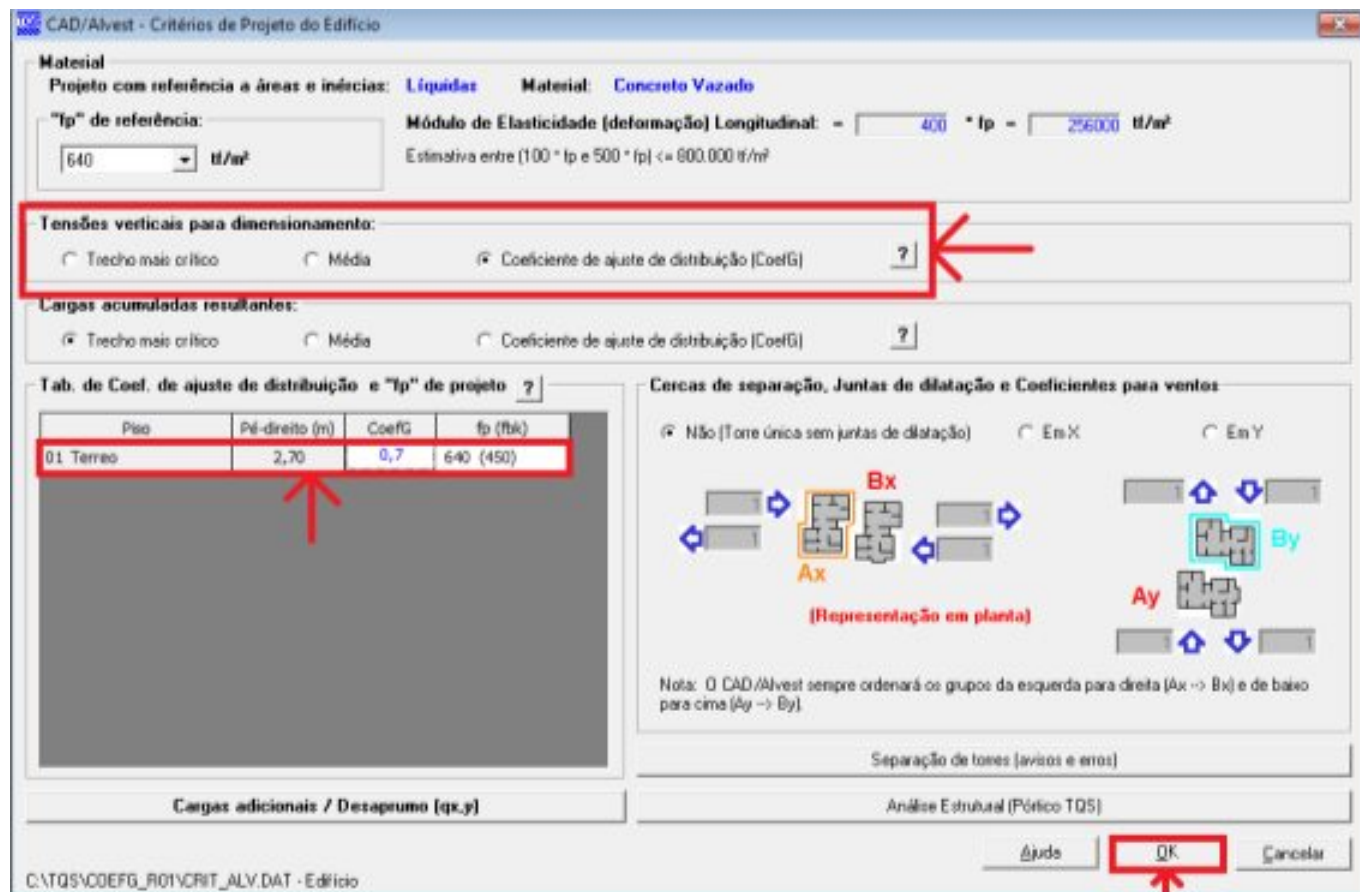 CAD/Alvest - Critérios de Projeto do Edifício
Material
Projeto com referência a áreas e inércias: Líquidas Material: Concreto Vazado
"fp" de referência:
640 tf/m²
Módulo de Elasticidade (deformação) Longitudinal: = 400 * fp = 256000 tf/m²
Estimativa entre (100 * fp e 500 * fp) <= 800.000 tf/m²
Tensões verticais para dimensionamento:
Trecho mais crítico Média Coeficiente de ajuste de distribuição (CoefG) ?
Cargas acumuladas resultantes:
Trecho mais crítico Média Coeficiente de ajuste de distribuição (CoefG) ?
Tab. de Coef. de ajuste de distribuição e "fp" de projeto ?
Piso Pé-direito (m) CoefG fp (fbk)
01 Terreo 2,70 0,7 640 (450)
Cercas de separação, Juntas de dilatação e Coeficientes para ventos
Não (Torre única sem juntas de dilatação) Em X Em Y
1 Bx 1 1 1
1 1 By
Ax Ay
(Representação em planta)
1 1
Nota: O CAD/Alvest sempre ordenará os grupos da esquerda para direita (Ax --> Bx) e de baixo
para cima (Ay --> By).
Separação de torres (avisos e erros)
Cargas adicionais / Desaprumo (qx,y) Análise Estrutural (Pórtico TQS)
Ajuda OK Cancelar
C:\TQS\COEFG_R01\CRIT_ALV.DAT - Edifício